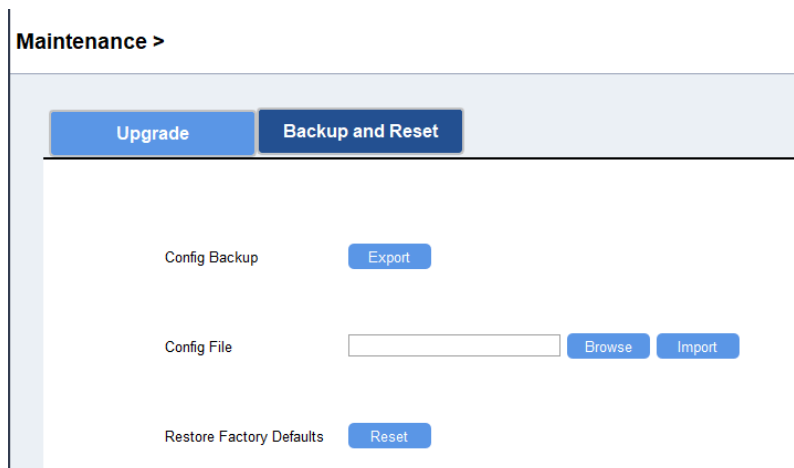 Maintenance >
Upgrade Backup and Reset
Config Backup Export
Config File Browse Import
Restore Factory Defaults Reset